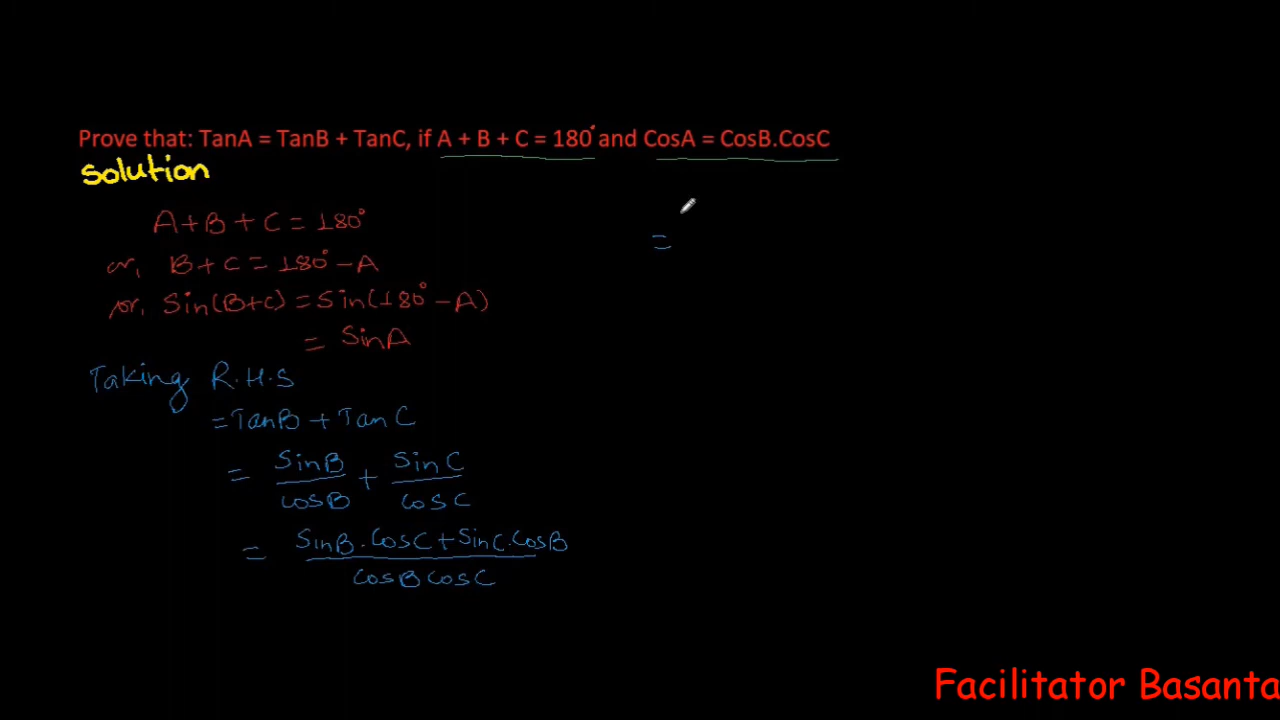 Prove that: TanA = TanB + TanC, if A + B + C = 180° and CosA = CosB.CosC
Solution
A + B + C = 180°
or, B + C = 180° - A
or, Sin(B+C) = Sin(180° - A)
= SinA
Taking R.H.S
= TanB + TanC
= SinB/CosB + SinC/CosC
= SinB.CosC + SinC.CosB/CosB CosC
=
Facilitator Basanta